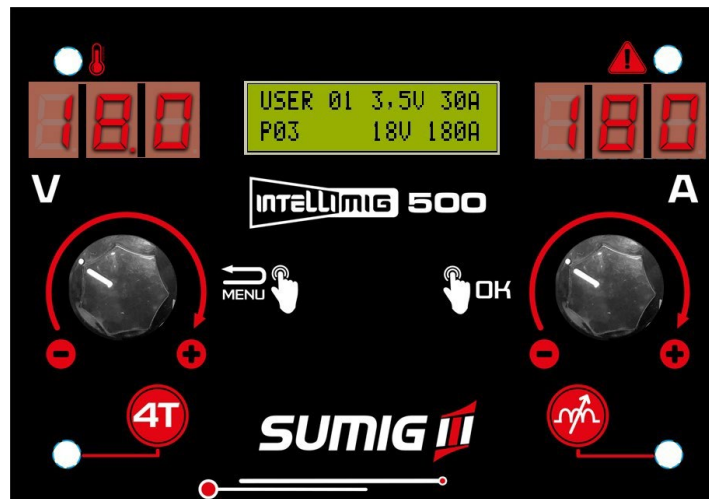 18.0
USER 01 3,5V 30A
P03 18V 180A
180
V
A
INTELLIMIG 500
MENU
OK
4T
SUMIG